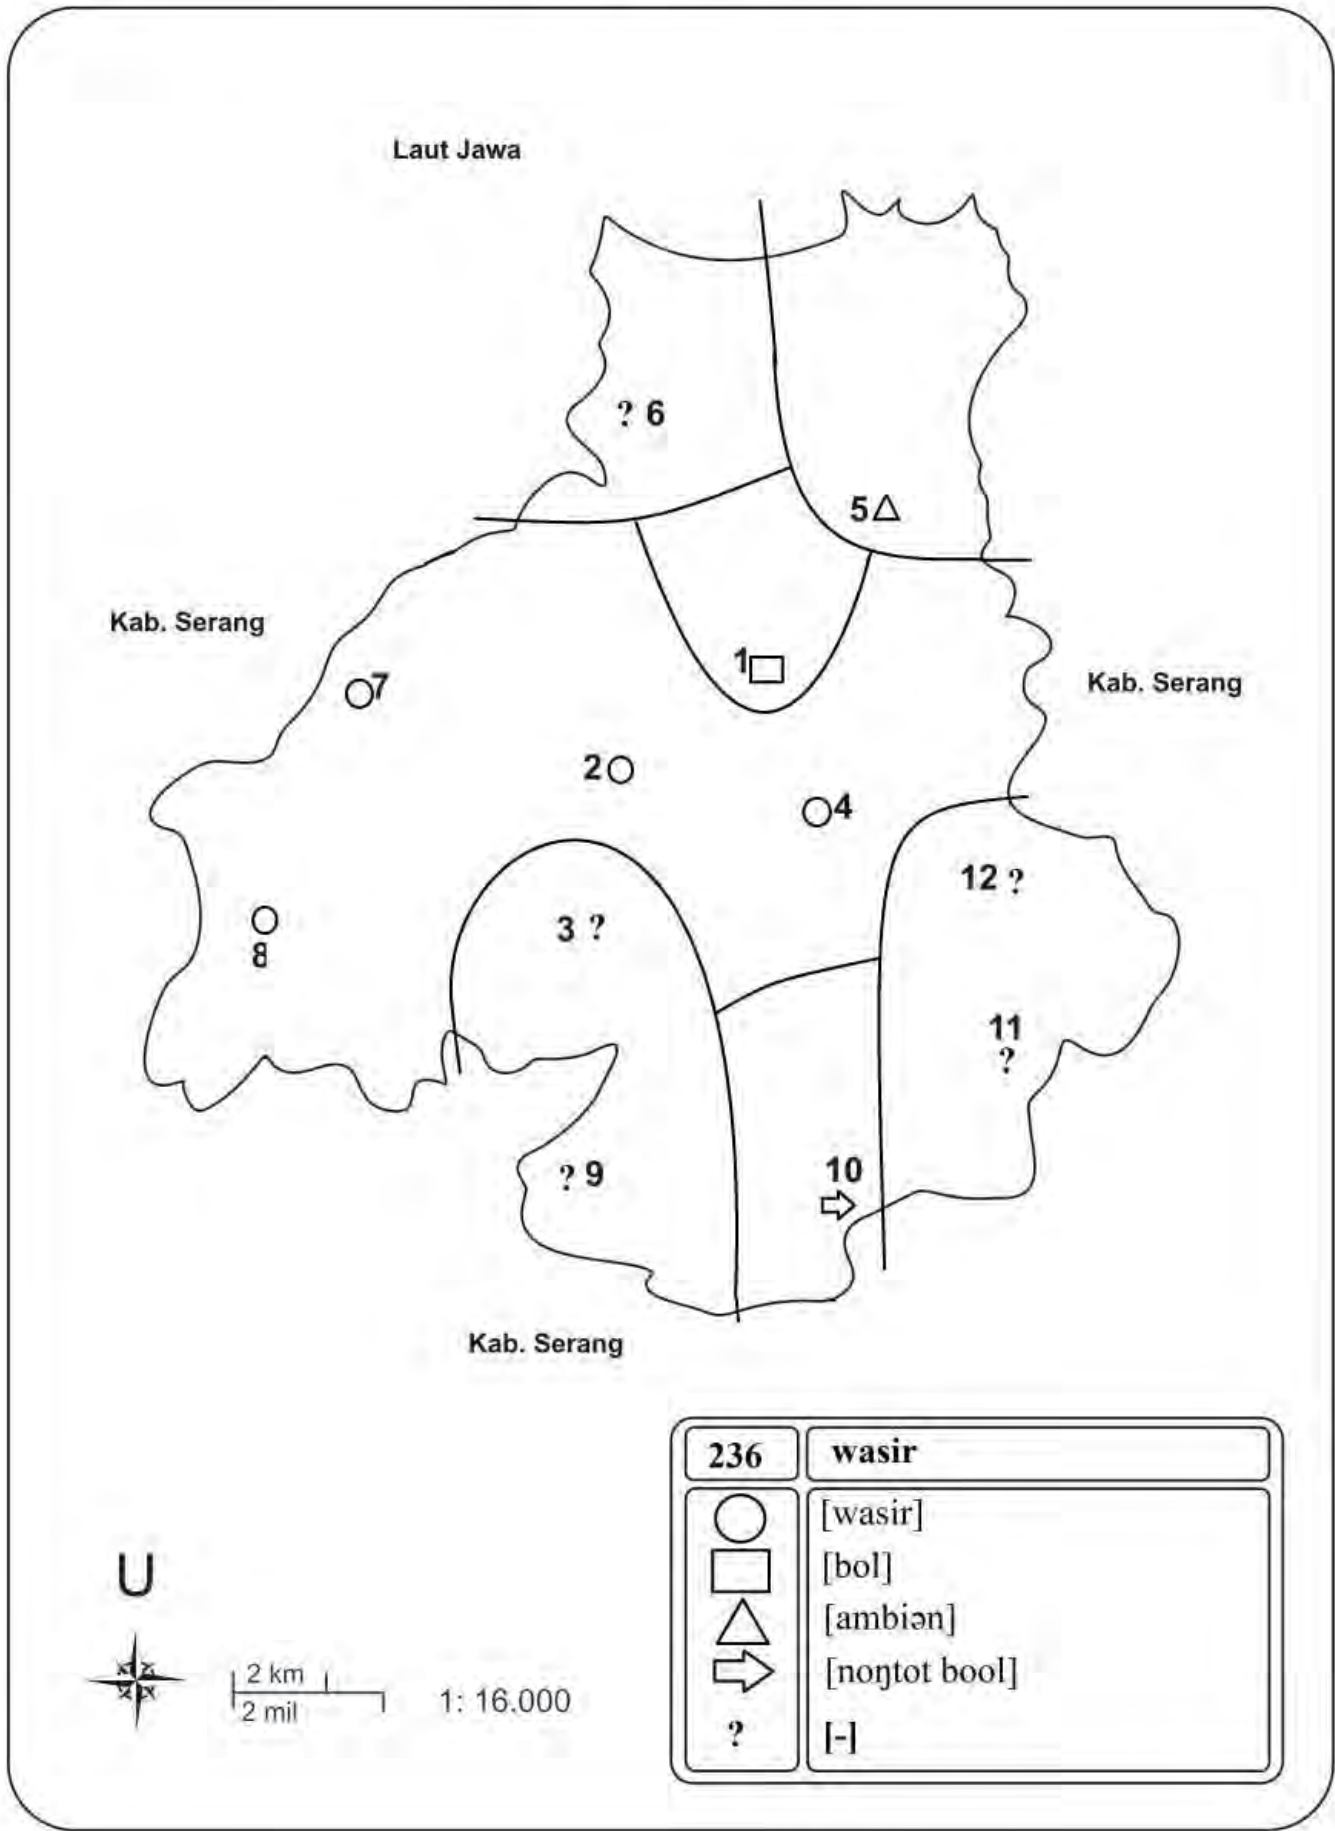 Laut Jawa
? 6
5
Kab. Serang
1
7
Kab. Serang
2
4
12 ?
3 ?
8
11
?
10
? 9
Kab. Serang
236 wasir
[wasir]
[bol]
[ambiən]
[noŋtot bool]
? [-]
U
2 km
2 mil
1: 16.000